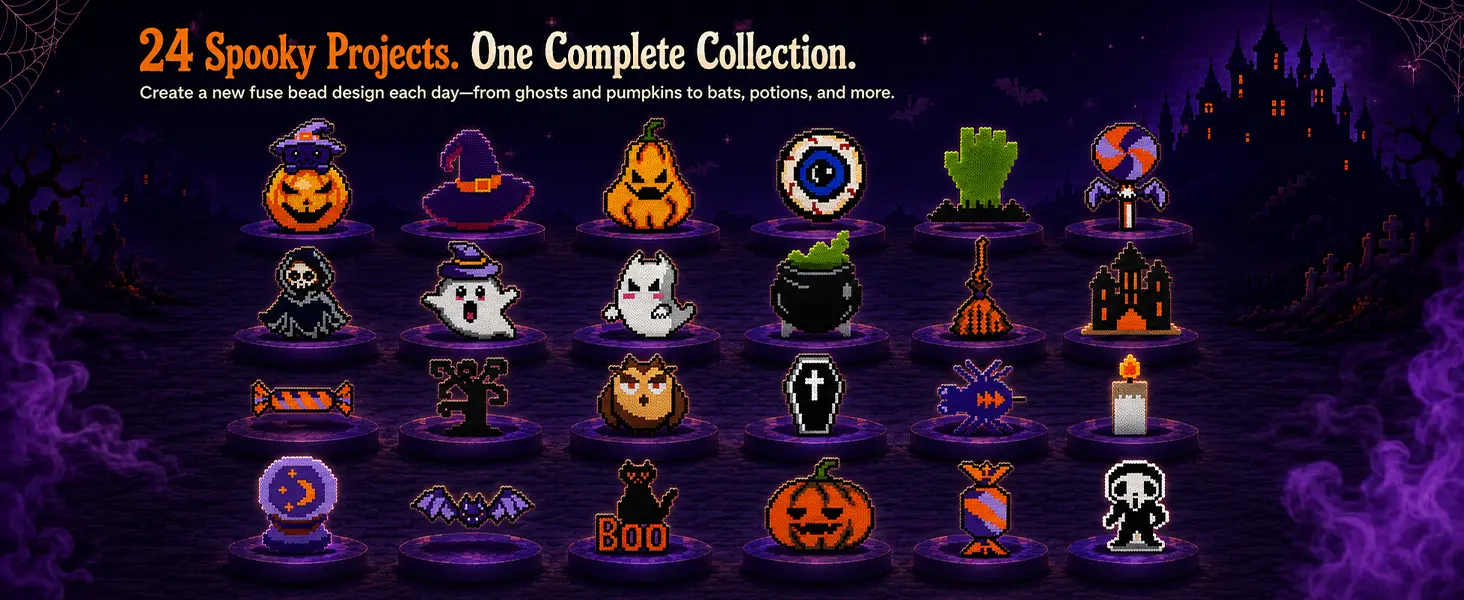 24 Spooky Projects. One Complete Collection.
Create a new fuse bead design each day—from ghosts and pumpkins to bats, potions, and more.
BOO